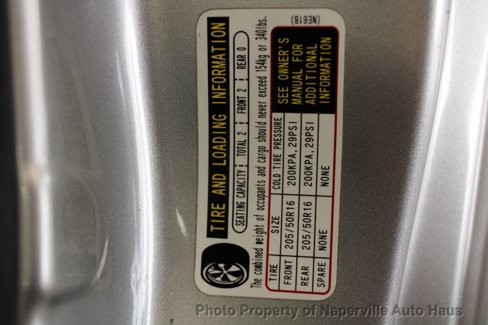 (NE61B)
TIRE AND LOADING INFORMATION
SEATING CAPACITY TOTAL 2 FRONT 2 REAR 0
The combined weight of occupants and cargo should never exceed 154kg or 340lbs.
TIRE SIZE COLD TIRE PRESSURE
FRONT 205/50R16 200KPA, 29PSI
REAR 205/50R16 200KPA, 29PSI
SPARE NONE NONE
SEE OWNER'S
MANUAL FOR
ADDITIONAL
INFORMATION
Photo Property of Naperville Auto Haus